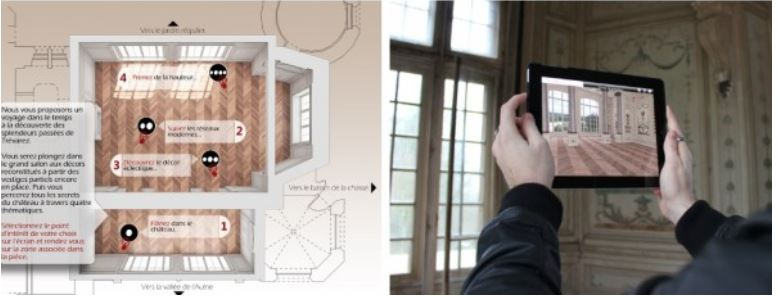 Vers le jardin régulier
4 Prenez de la hauteur...
Suivez les réseaux
modernes...
2
3 Découvrez le décor
éclectique...
Vers le bassin de la chasse
Flânez dans le
château...
1
Vers la vallée de l'Aulne
Nous vous proposons un
voyage dans le temps
à la découverte des
splendeurs passées de
Trévarez.
Vous serez plongez dans
le grand salon aux décors
reconstitués à partir des
vestiges partiels encore
en place. Puis vous
percerez tous les secrets
du château à travers quatre
thématiques.
Sélectionnez le point
d'intérêt de votre choix
sur l'écran et rendez vous
sur la zone associée dans
la pièce.